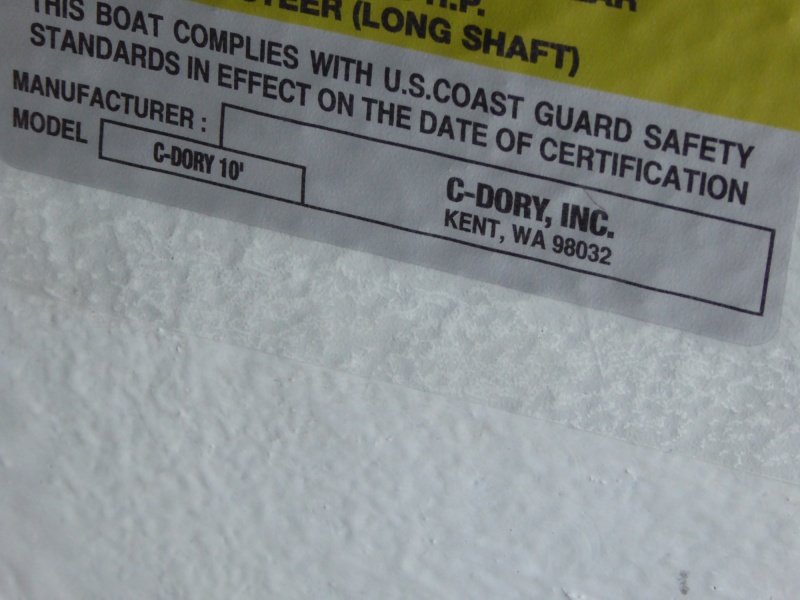 H.P.
STEER (LONG SHAFT)
THIS BOAT COMPLIES WITH U.S.COAST GUARD SAFETY
STANDARDS IN EFFECT ON THE DATE OF CERTIFICATION
MANUFACTURER :
C-DORY, INC.
KENT, WA 98032
MODEL
C-DORY 10'